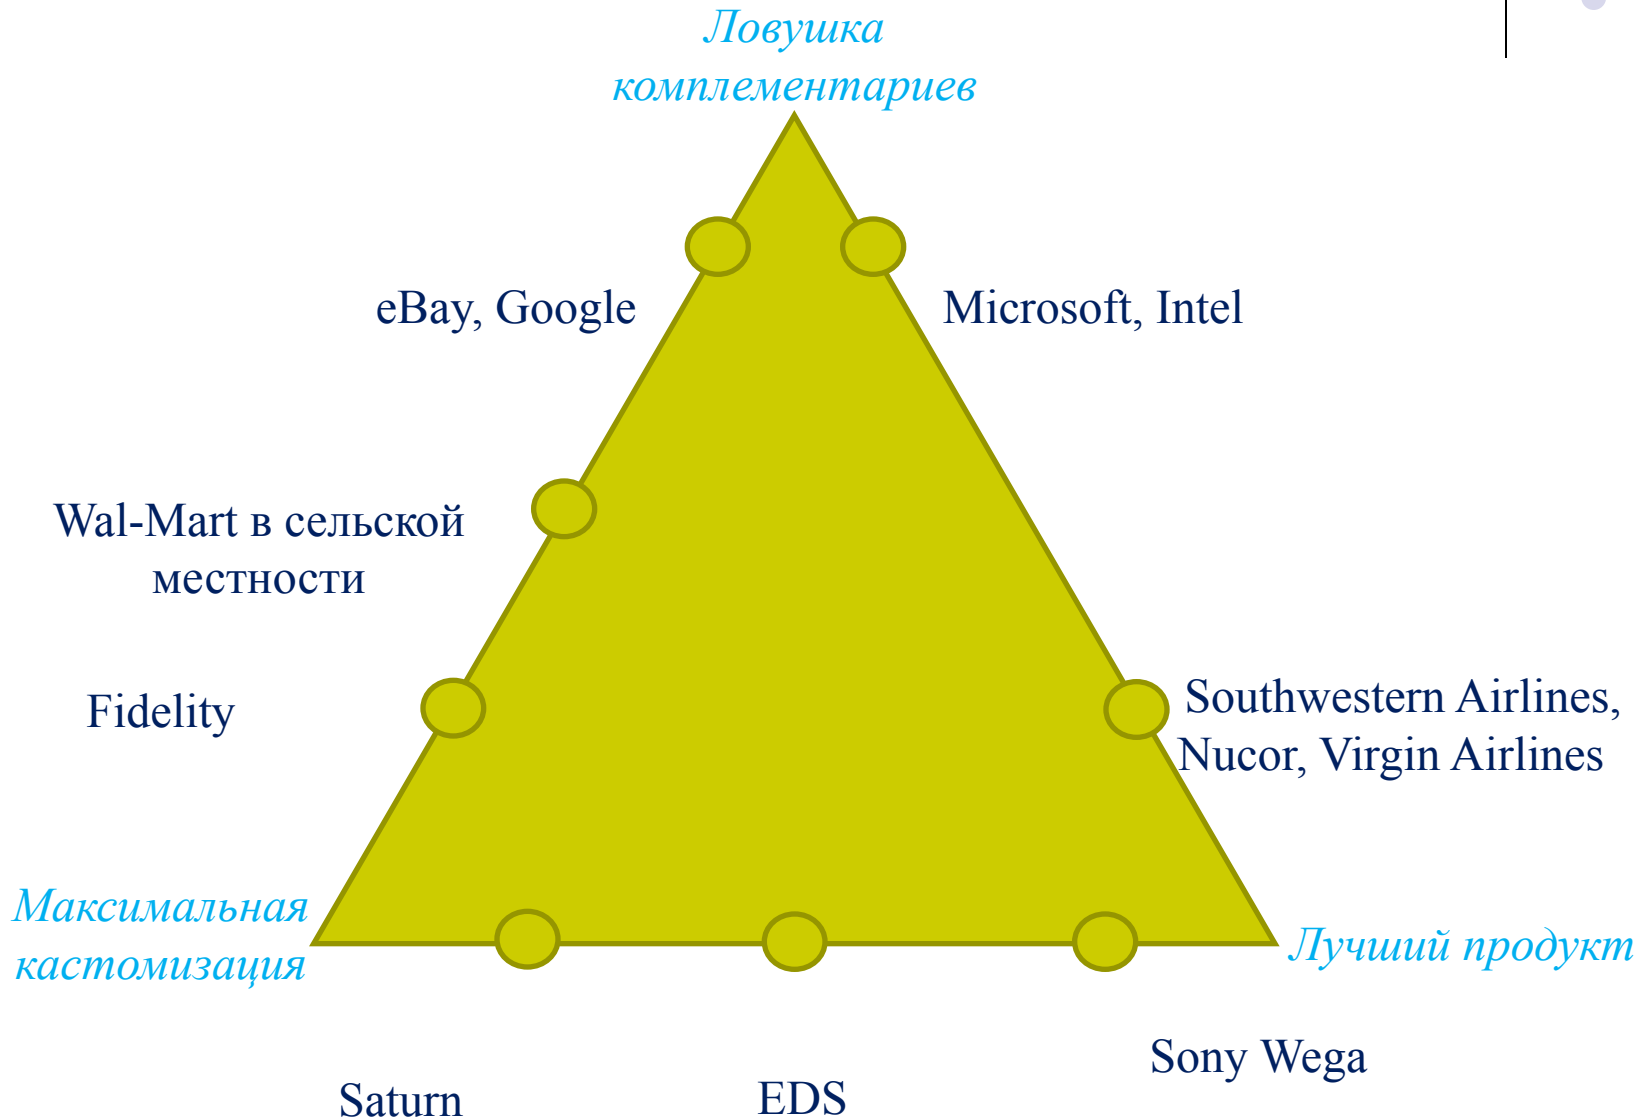 Ловушка
комплементариев
eBay, Google
Microsoft, Intel
Wal-Mart в сельской
местности
Fidelity
Southwestern Airlines,
Nucor, Virgin Airlines
Максимальная
кастомизация
Лучший продукт
Sony Wega
Saturn
EDS